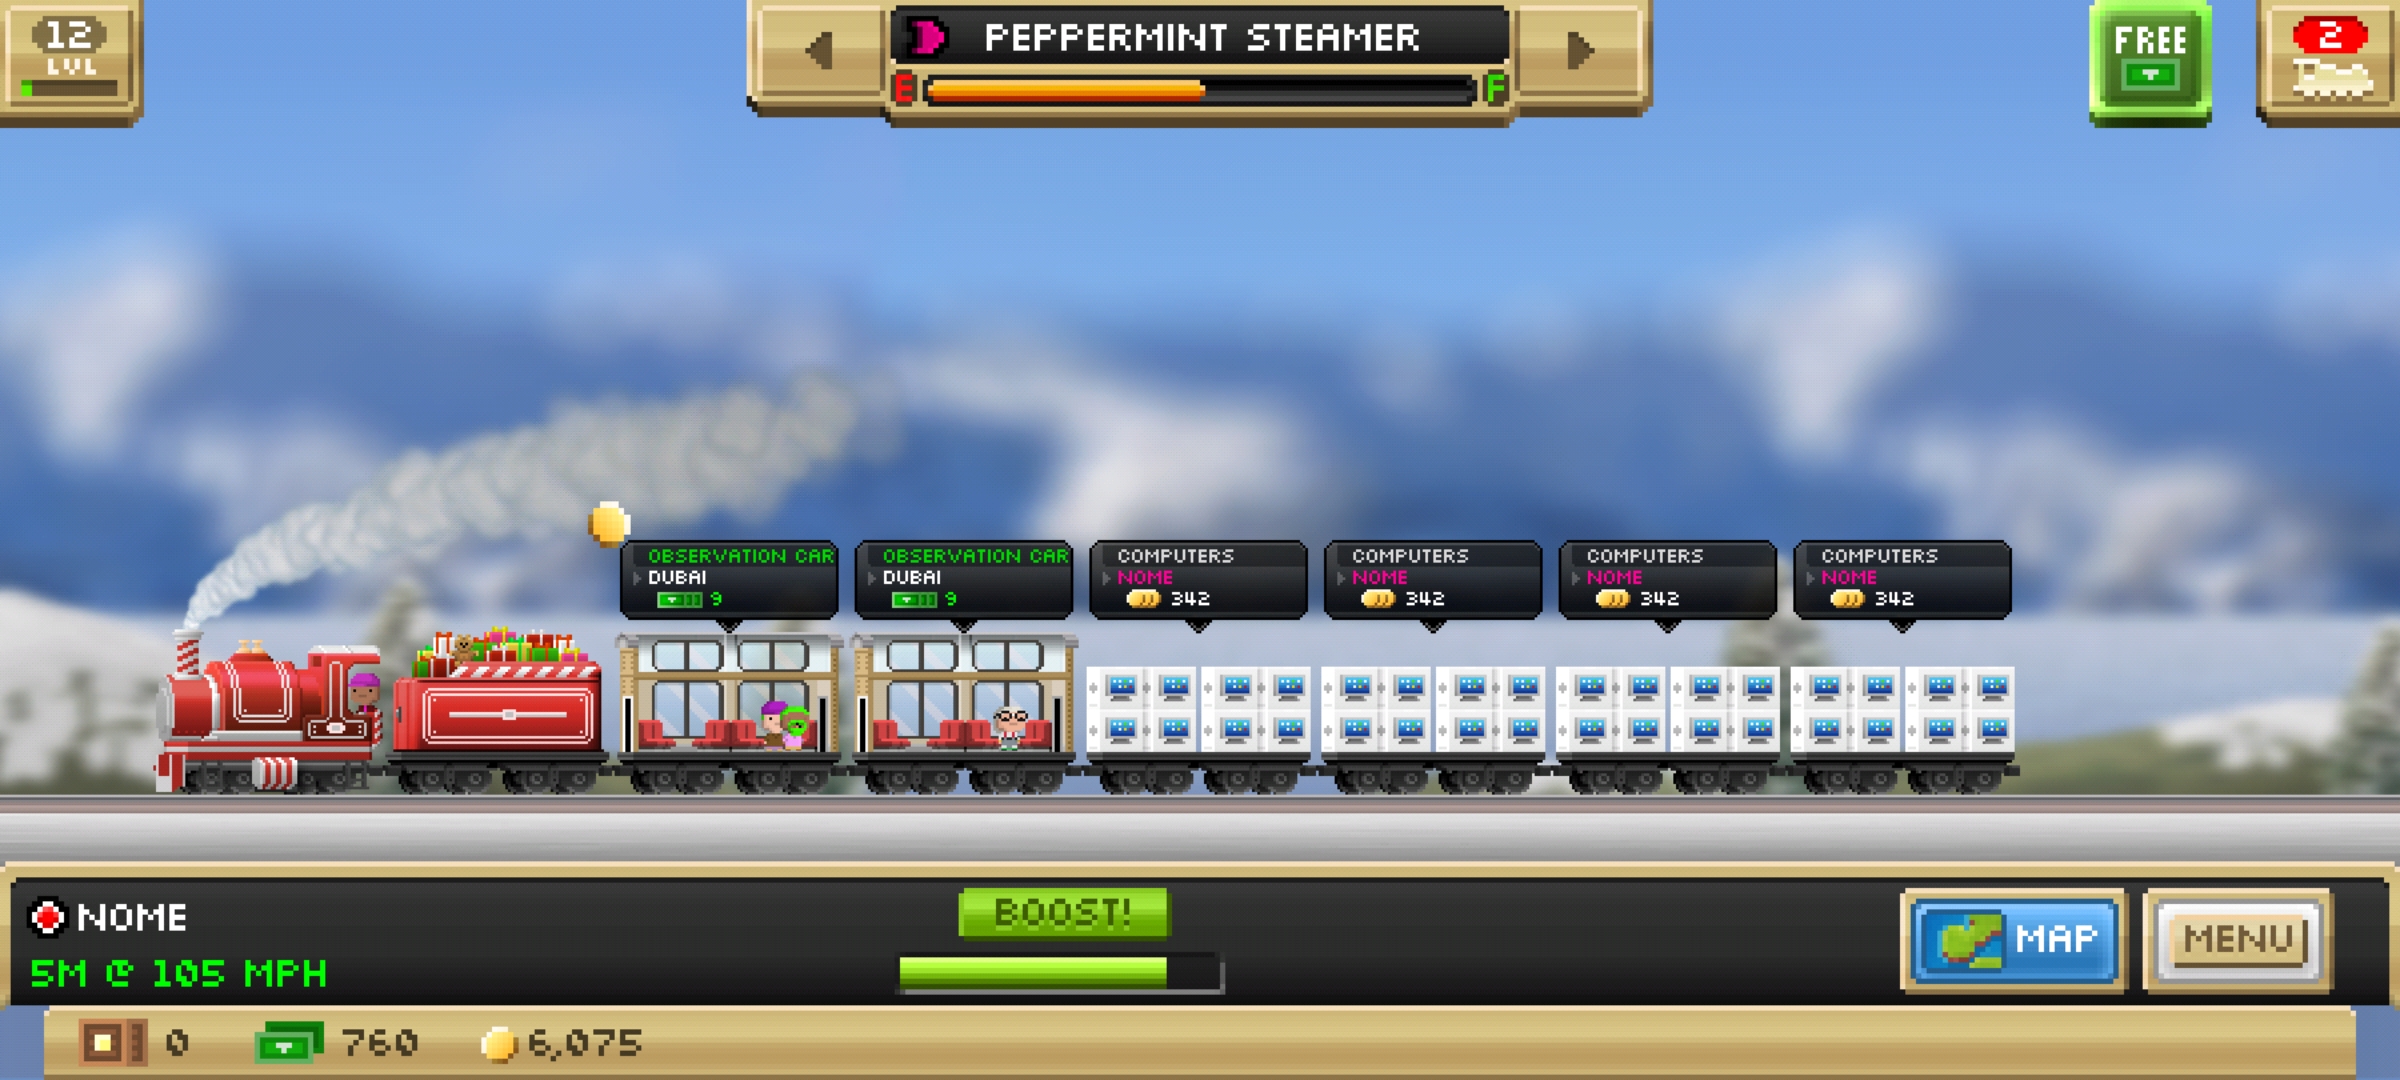 12
LVL
PEPPERMINT STEAMER
E F
FREE
2
OBSERVATION CAR
DUBAI
9
OBSERVATION CAR
DUBAI
9
COMPUTERS
NOME
342
COMPUTERS
NOME
342
COMPUTERS
NOME
342
COMPUTERS
NOME
342
NOME
5M @ 105 MPH
BOOST!
MAP
MENU
0
760
6,075